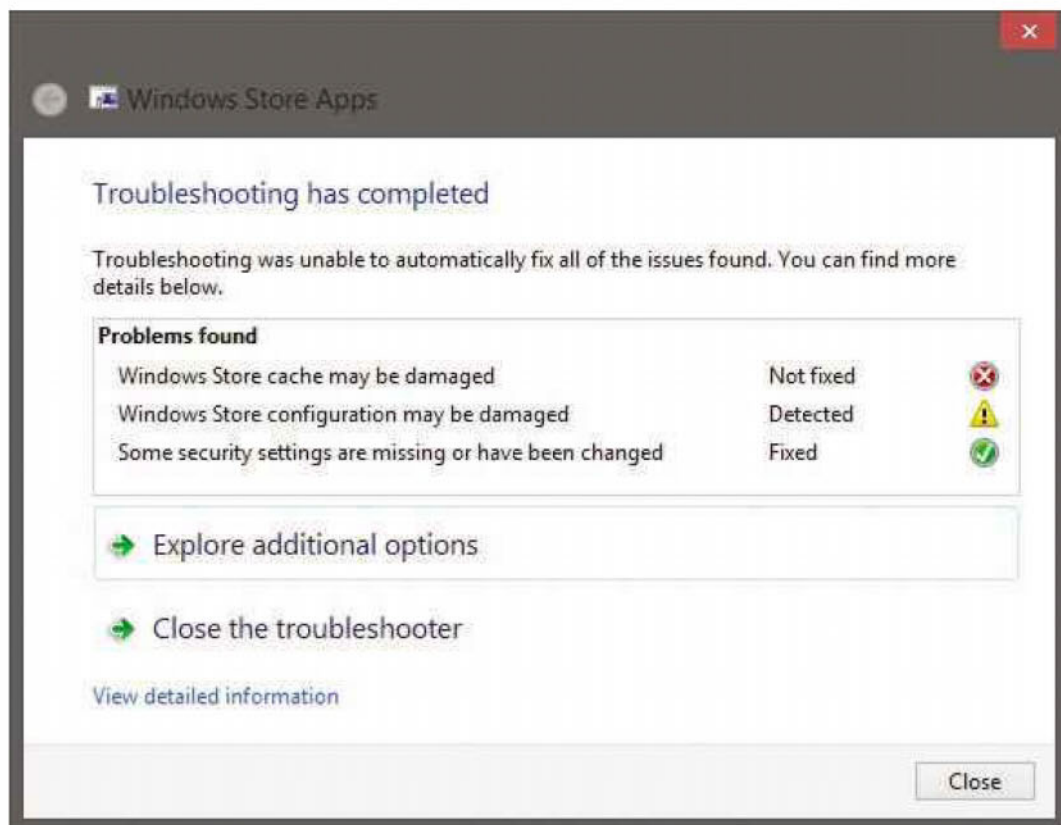 Windows Store Apps
Troubleshooting has completed
Troubleshooting was unable to automatically fix all of the issues found. You can find more
details below.
Problems found
Windows Store cache may be damaged Not fixed
Windows Store configuration may be damaged Detected
Some security settings are missing or have been changed Fixed
Explore additional options
Close the troubleshooter
View detailed information
Close